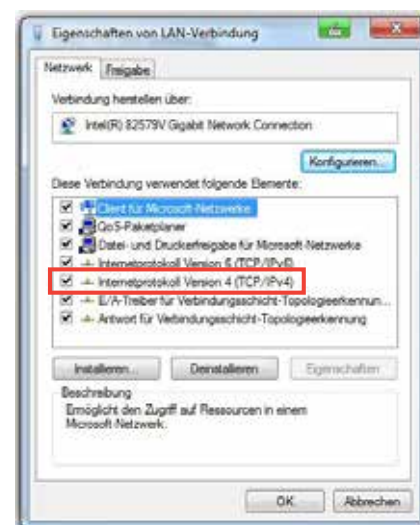 Eigenschaften von LAN-Verbindung
Netzwerk Freigabe
Verbindung herstellen über:
Intel(R) 82579V Gigabit Network Connection
Konfigurieren...
Diese Verbindung verwendet folgende Elemente:
Client für Microsoft-Netzwerke
QoS-Paketplaner
Datei- und Druckerfreigabe für Microsoft-Netzwerke
Internetprotokoll Version 6 (TCP/IPv6)
Internetprotokoll Version 4 (TCP/IPv4)
E/A-Treiber für Verbindungsschicht-Topologieerkennun...
Antwort für Verbindungsschicht-Topologieerkennung
Installieren... Deinstallieren Eigenschaften
Beschreibung
Ermöglicht den Zugriff auf Ressourcen in einem
Microsoft-Netzwerk.
OK Abbrechen